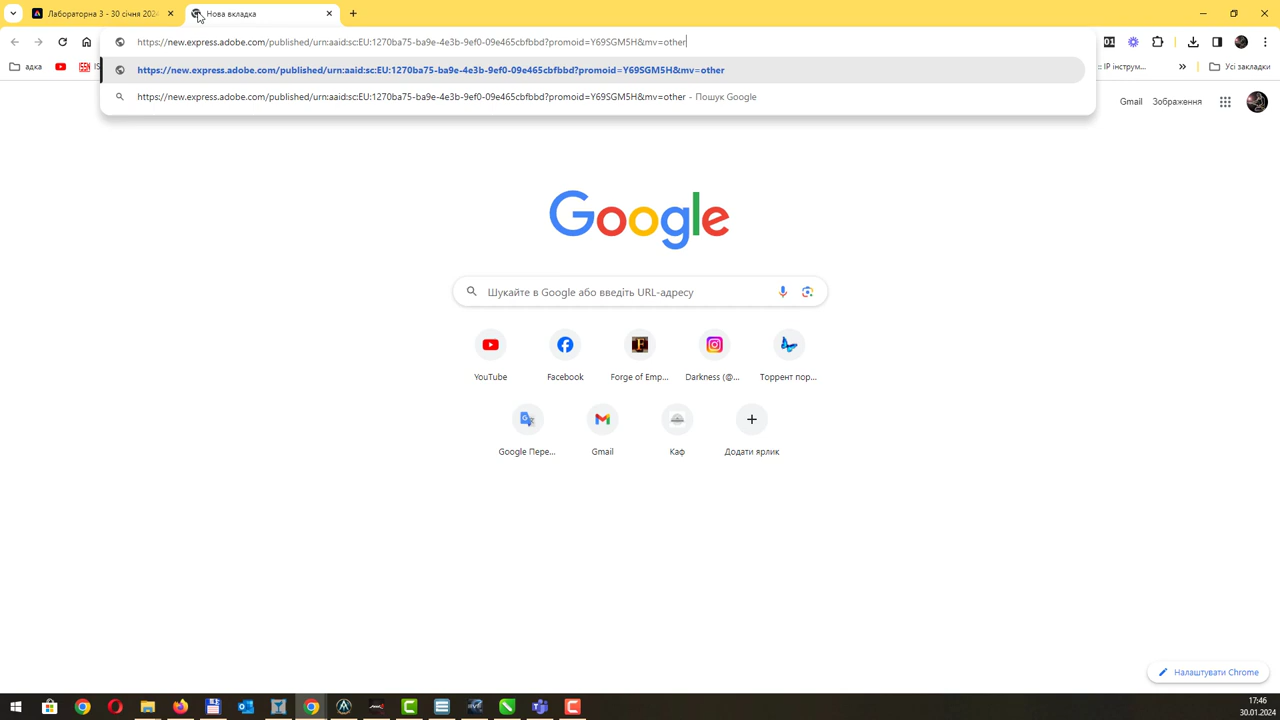 Лабораторна 3 - 30 січня 2024
Нова вкладка
https://new.express.adobe.com/published/urn:aaid:sc:EU:1270ba75-ba9e-4e3b-9ef0-09e465cbfbbd?promoid=Y69SGM5H&mv=other
адка
:: IP інструм...
»
Усі закладки
https://new.express.adobe.com/published/urn:aaid:sc:EU:1270ba75-ba9e-4e3b-9ef0-09e465cbfbbd?promoid=Y69SGM5H&mv=other
https://new.express.adobe.com/published/urn:aaid:sc:EU:1270ba75-ba9e-4e3b-9ef0-09e465cbfbbd?promoid=Y69SGM5H&mv=other - Пошук Google
Gmail
Зображення
Google
Шукайте в Google або введіть URL-адресу
YouTube
Facebook
Forge of Emp...
Darkness (@...
Торрент пор...
Google Пере...
Gmail
Каф
Додати ярлик
Налаштувати Chrome
17:46
30.01.2024